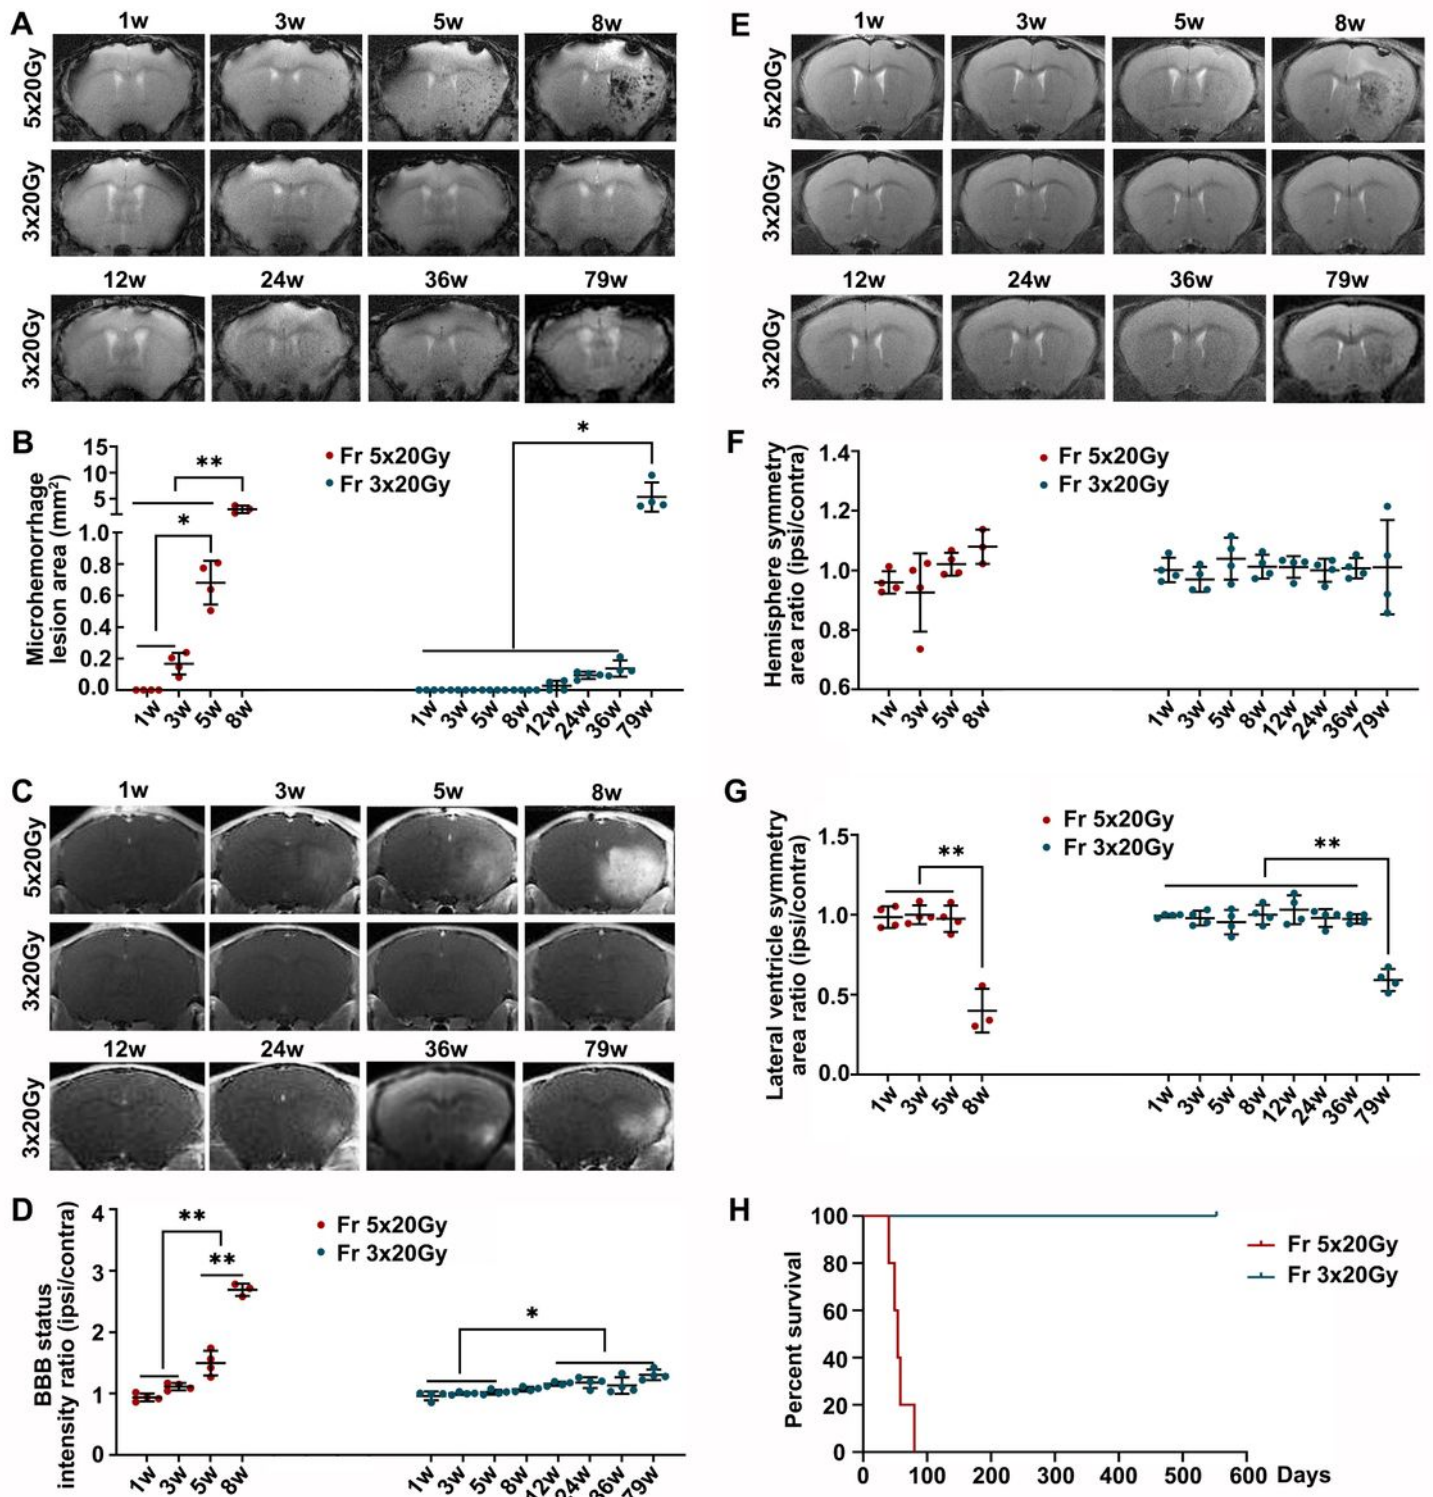 A
1w 3w 5w 8w
5x20Gy
3x20Gy
12w 24w 36w 79w
3x20Gy
E
1w 3w 5w 8w
5x20Gy
3x20Gy
12w 24w 36w 79w
3x20Gy
B
Microhemorrhage
lesion area (mm²)
15
10
5
1.0
0.8
0.6
0.4
0.2
0.0
**
*
*
Fr 5x20Gy
Fr 3x20Gy
1w 3w 5w 8w
1w 3w 5w 8w 12w 24w 36w 79w
F
Hemisphere symmetry
area ratio (ipsi/contra)
1.4
1.2
1.0
0.8
0.6
Fr 5x20Gy
Fr 3x20Gy
1w 3w 5w 8w
1w 3w 5w 8w 12w 24w 36w 79w
C
1w 3w 5w 8w
5x20Gy
3x20Gy
12w 24w 36w 79w
3x20Gy
G
Lateral ventricle symmetry
area ratio (ipsi/contra)
1.5
1.0
0.5
0.0
**
**
Fr 5x20Gy
Fr 3x20Gy
1w 3w 5w 8w
1w 3w 5w 8w 12w 24w 36w 79w
D
BBB status
intensity ratio (ipsi/contra)
4
3
2
1
0
**
**
*
Fr 5x20Gy
Fr 3x20Gy
1w 3w 5w 8w
1w 3w 5w 8w 12w 24w 36w 79w
H
Percent survival
100
80
60
40
20
0
Fr 5x20Gy
Fr 3x20Gy
0 100 200 300 400 500 600 Days